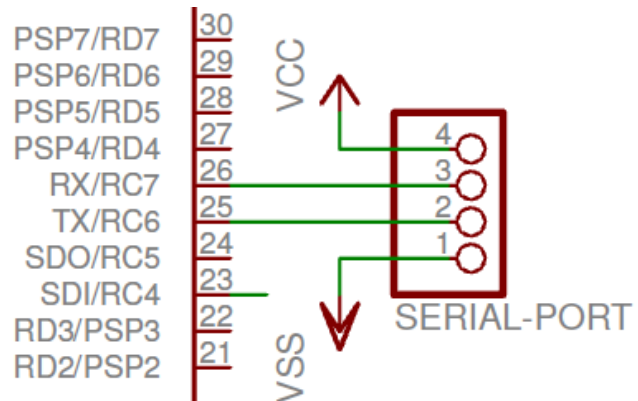 PSP7/RD7 30
PSP6/RD6 29
PSP5/RD5 28
PSP4/RD4 27
RX/RC7 26
TX/RC6 25
SDO/RC5 24
SDI/RC4 23
RD3/PSP3 22
RD2/PSP2 21
VCC
VSS
4
3
2
1
SERIAL-PORT